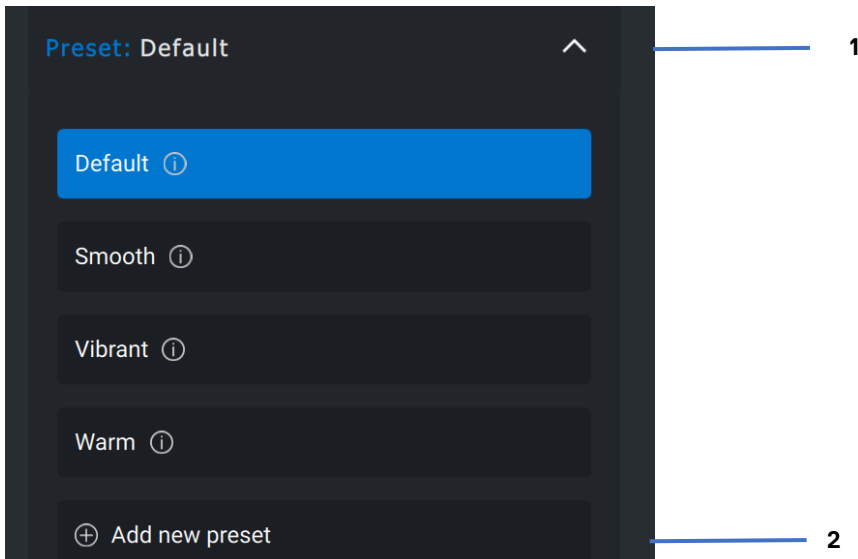 Preset: Default
1
Default
Smooth
Vibrant
Warm
Add new preset
2